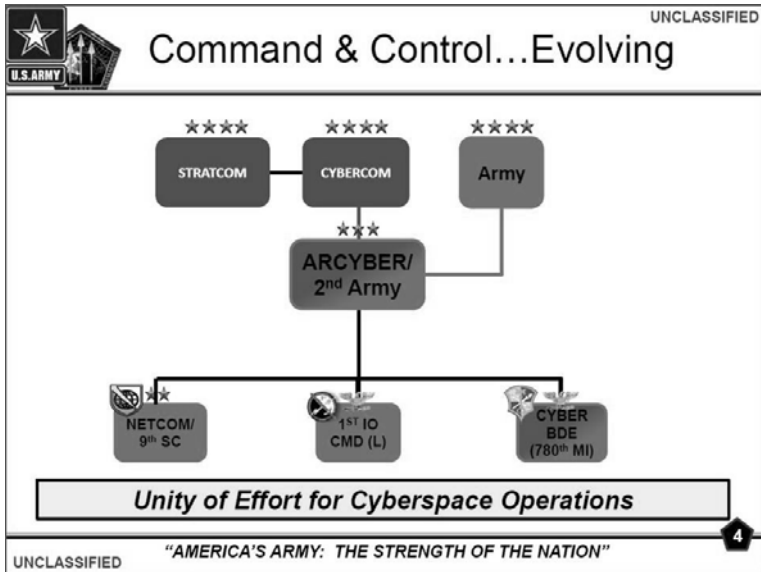 UNCLASSIFIED
U.S.ARMY
Command & Control...Evolving
STRATCOM
CYBERCOM
Army
ARCYBER/
2nd Army
NETCOM/
9th SC
1ST IO
CMD (L)
CYBER
BDE
(780th MI)
Unity of Effort for Cyberspace Operations
4
UNCLASSIFIED
"AMERICA'S ARMY: THE STRENGTH OF THE NATION"